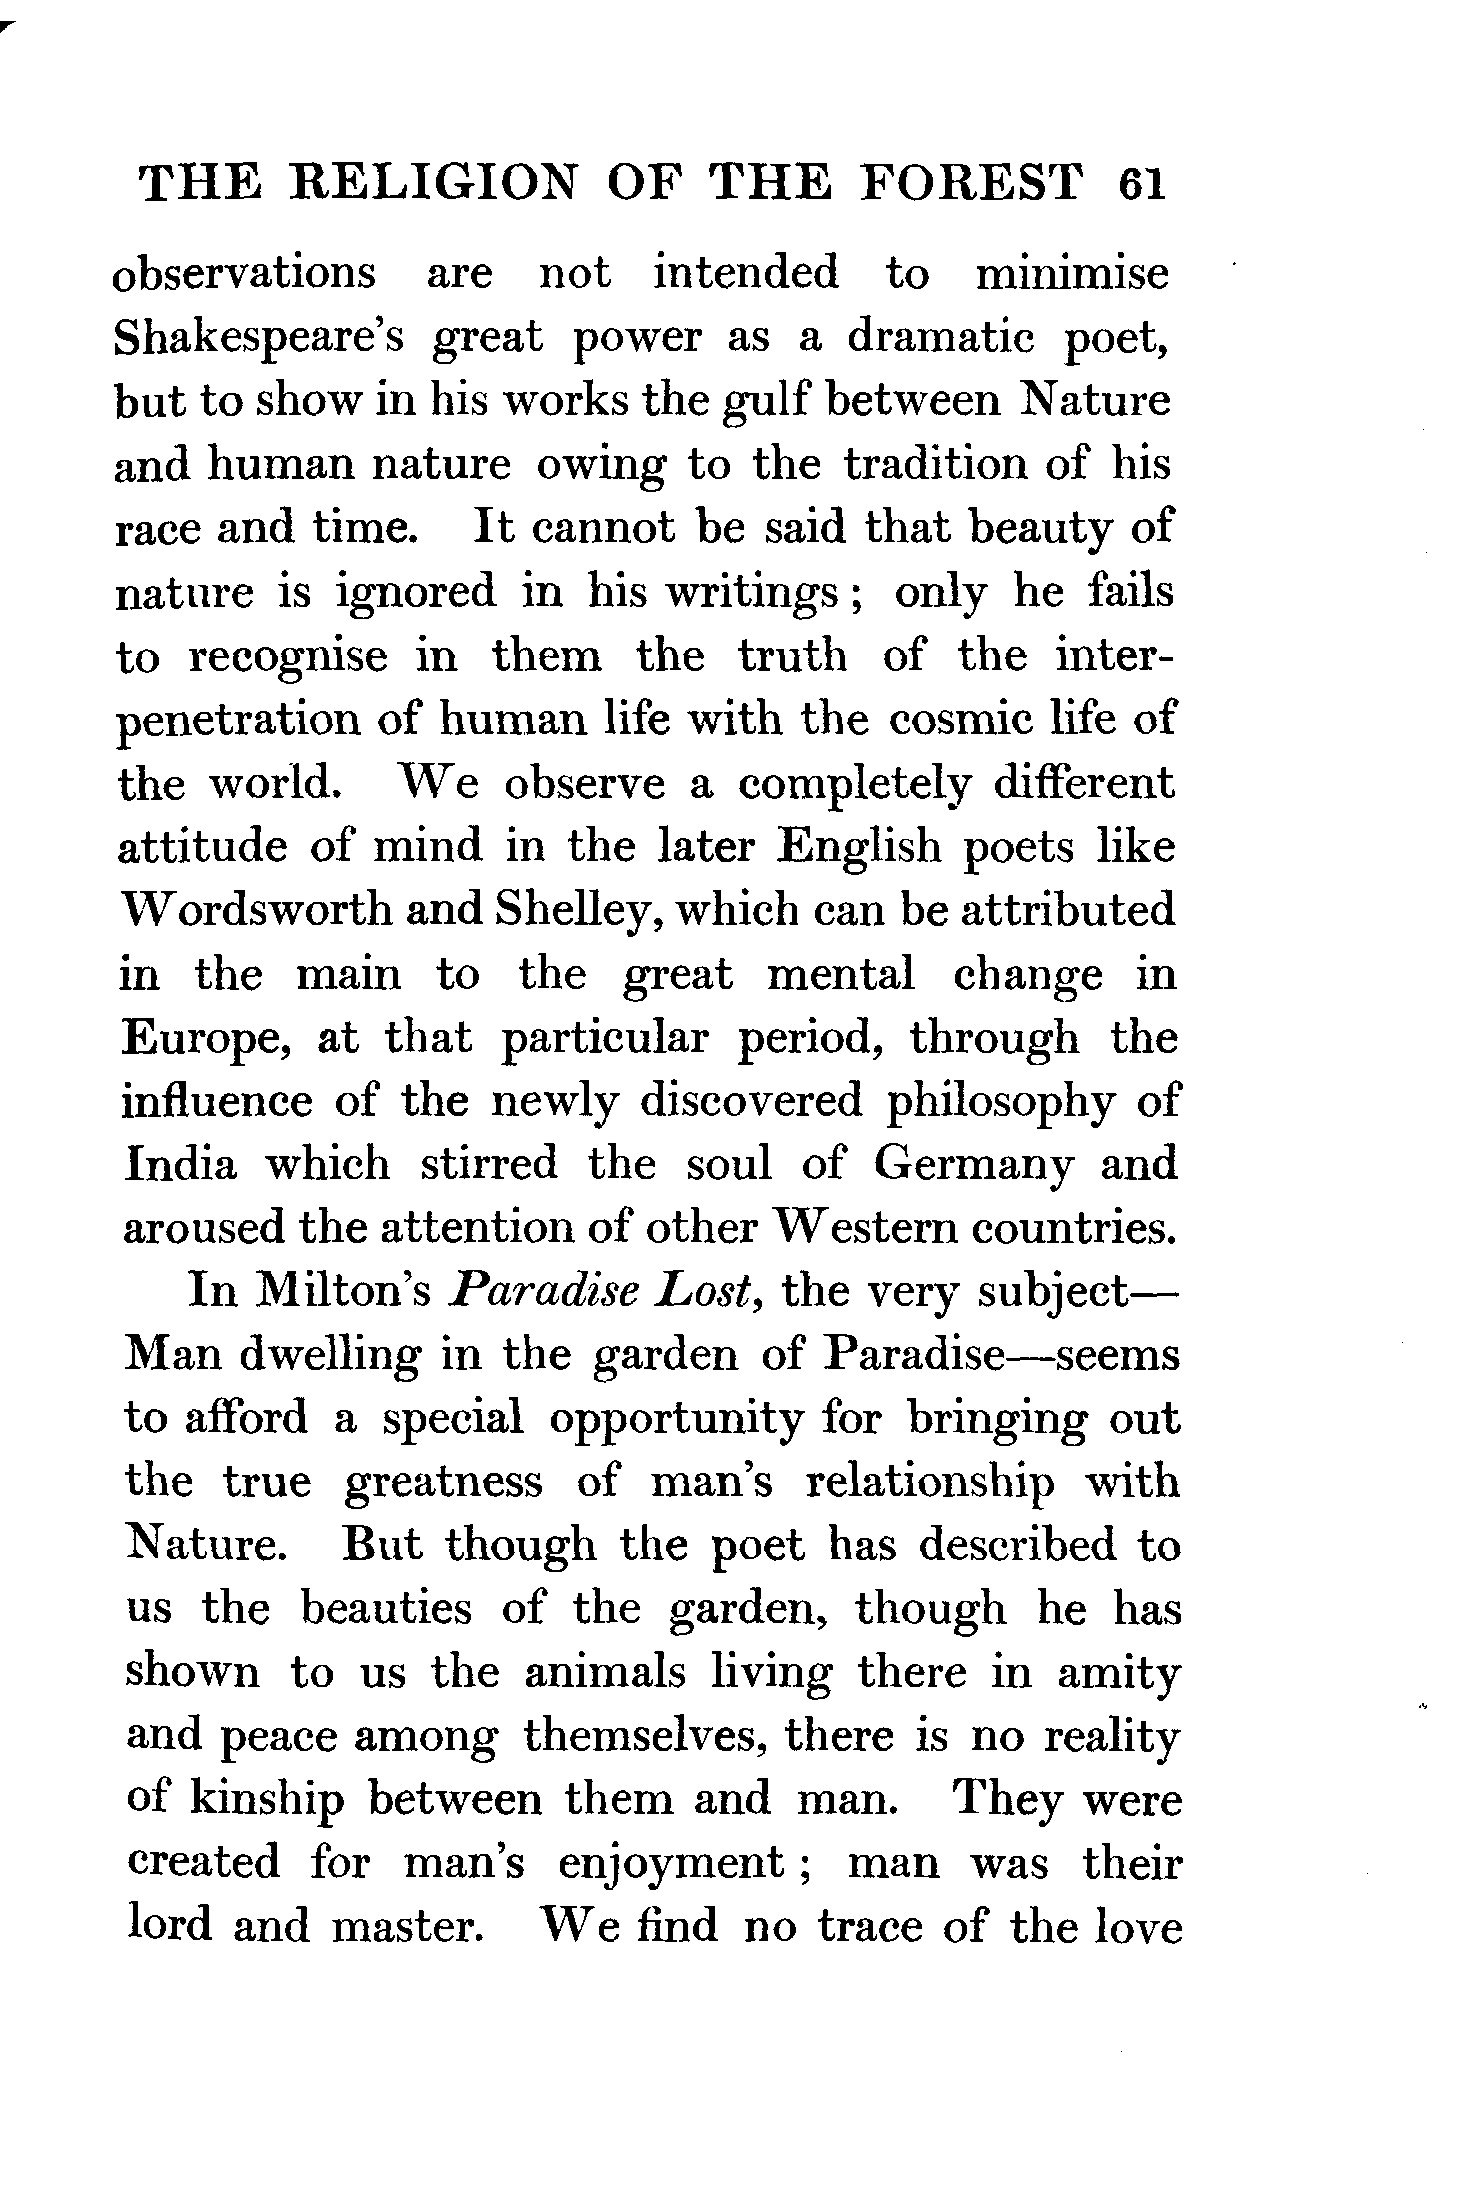 THE RELIGION OF THE FOREST 61
observations are not intended to minimise
Shakespeare's great power as a dramatic poet,
but to show in his works the gulf between Nature
and human nature owing to the tradition of his
race and time. It cannot be said that beauty of
nature is ignored in his writings ; only he fails
to recognise in them the truth of the inter-
penetration of human life with the cosmic life of
the world. We observe a completely different
attitude of mind in the later English poets like
Wordsworth and Shelley, which can be attributed
in the main to the great mental change in
Europe, at that particular period, through the
influence of the newly discovered philosophy of
India which stirred the soul of Germany and
aroused the attention of other Western countries.
In Milton's Paradise Lost, the very subject—
Man dwelling in the garden of Paradise—seems
to afford a special opportunity for bringing out
the true greatness of man's relationship with
Nature. But though the poet has described to
us the beauties of the garden, though he has
shown to us the animals living there in amity
and peace among themselves, there is no reality
of kinship between them and man. They were
created for man's enjoyment ; man was their
lord and master. We find no trace of the love